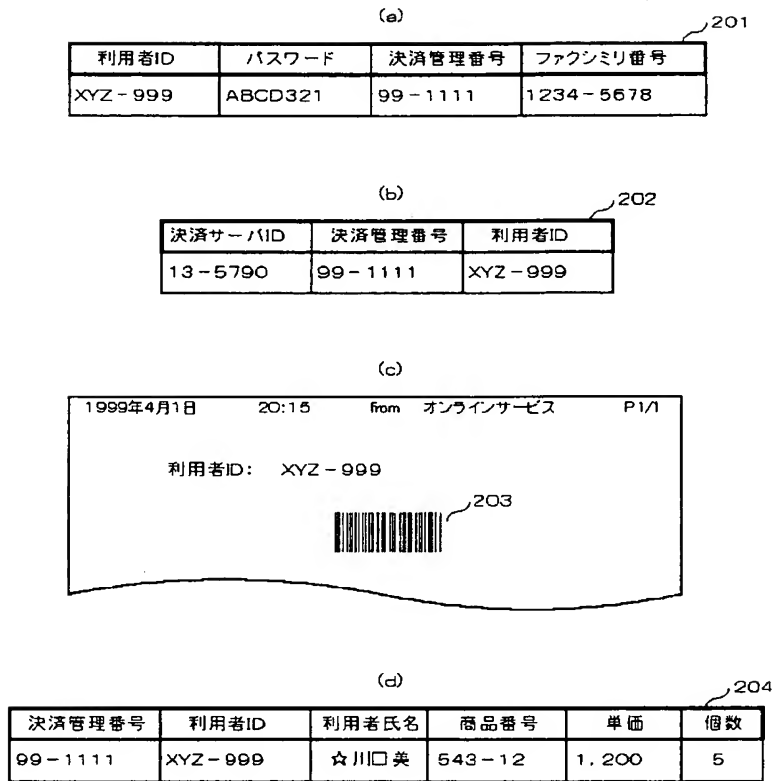 (a)
201
利用者ID パスワード 決済管理番号 ファクシミリ番号
XYZ-999 ABCD321 99-1111 1234-5678
(b)
202
決済サーバID 決済管理番号 利用者ID
13-5790 99-1111 XYZ-999
(c)
1999年4月1日 20:15 from オンラインサービス P1/1
利用者ID: XYZ-999
203
(d)
204
決済管理番号 利用者ID 利用者氏名 商品番号 単価 個数
99-1111 XYZ-999 ☆川口美 543-12 1,200 5